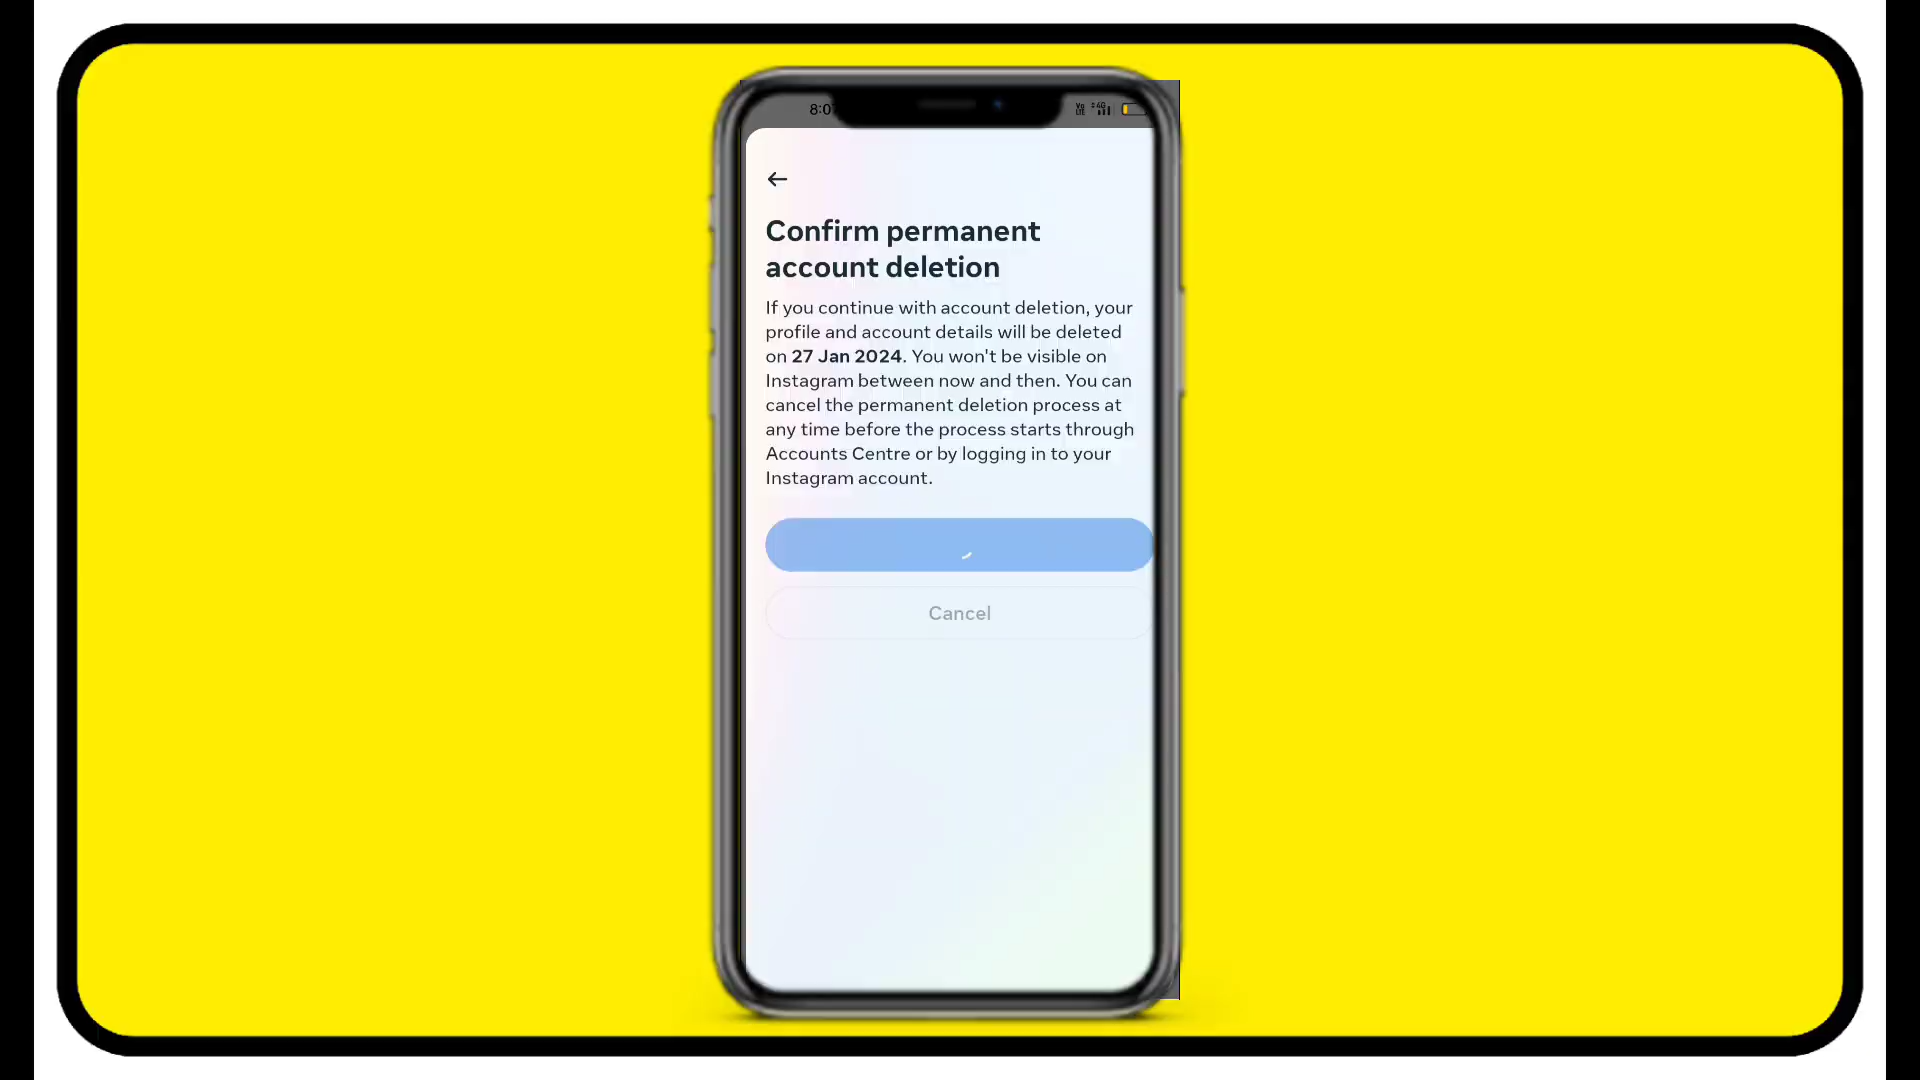 Confirm permanent
account deletion
If you continue with account deletion, your
profile and account details will be deleted
on 27 Jan 2024. You won't be visible on
Instagram between now and then. You can
cancel the permanent deletion process at
any time before the process starts through
Accounts Centre or by logging in to your
Instagram account.
Cancel